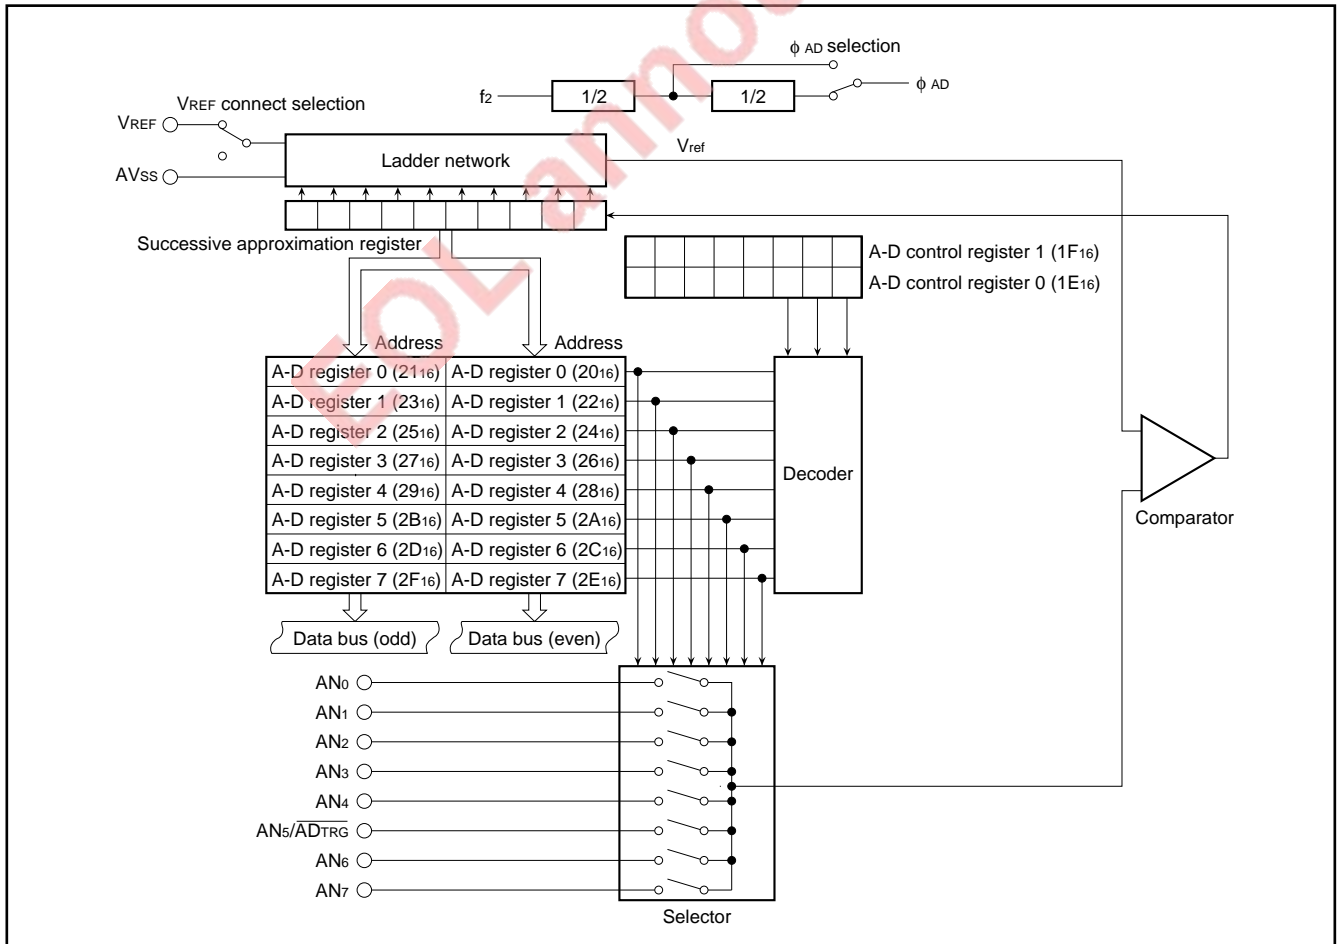 EOL anno
φ AD selection
f2
1/2
1/2
φ AD
VREF connect selection
VREF
AVSS
Ladder network
Vref
Successive approximation register
A-D control register 1 (1F16)
A-D control register 0 (1E16)
Address
Address
A-D register 0 (2116)
A-D register 0 (2016)
A-D register 1 (2316)
A-D register 1 (2216)
A-D register 2 (2516)
A-D register 2 (2416)
A-D register 3 (2716)
A-D register 3 (2616)
A-D register 4 (2916)
A-D register 4 (2816)
A-D register 5 (2B16)
A-D register 5 (2A16)
A-D register 6 (2D16)
A-D register 6 (2C16)
A-D register 7 (2F16)
A-D register 7 (2E16)
Decoder
Comparator
Data bus (odd)
Data bus (even)
AN0
AN1
AN2
AN3
AN4
AN5/ADTRG
AN6
AN7
Selector